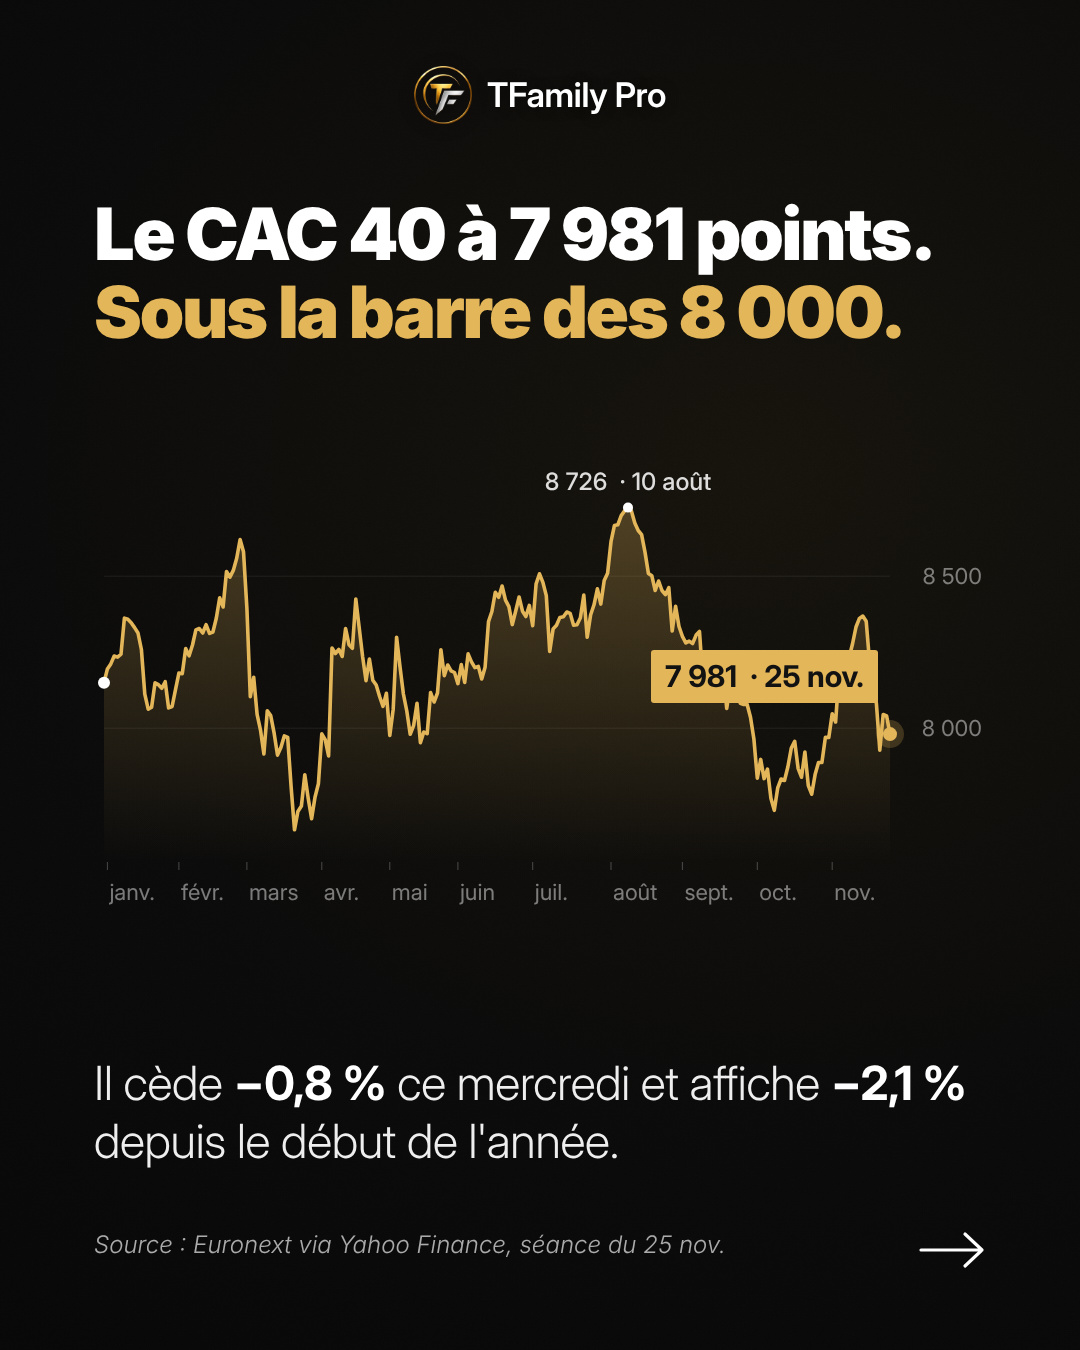 TF
TFamily Pro
Le CAC 40 à 7 981 points.
Sous la barre des 8 000.
8 726 · 10 août
8 500
7 981 · 25 nov.
8 000
janv. févr. mars avr. mai juin juil. août sept. oct. nov.
Il cède −0,8 % ce mercredi et affiche −2,1 %
depuis le début de l'année.
Source : Euronext via Yahoo Finance, séance du 25 nov.